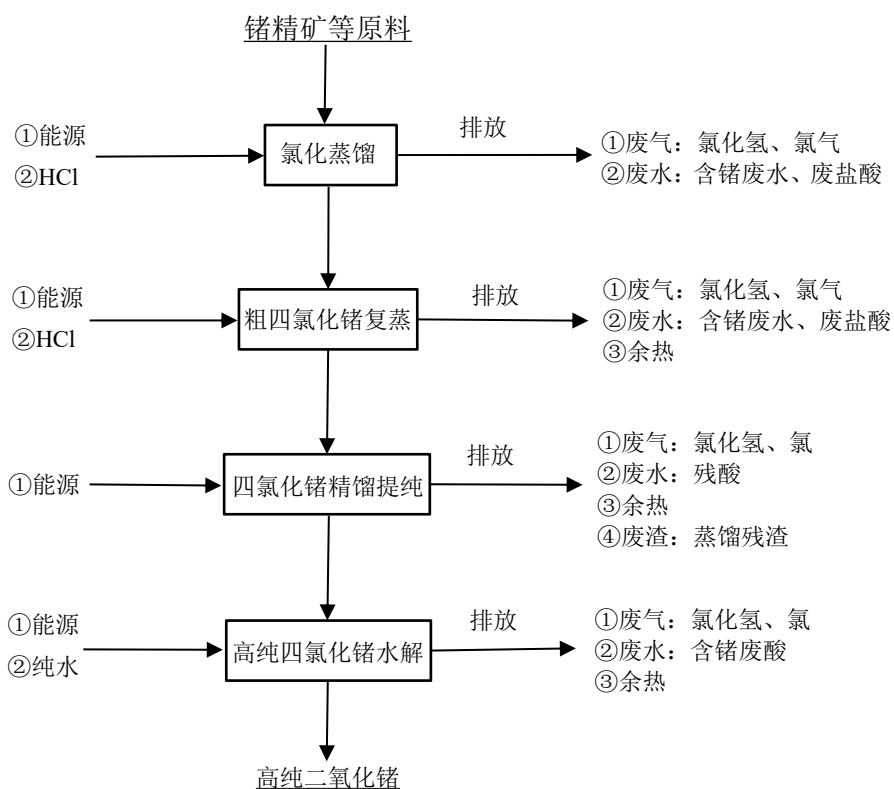 锗精矿等原料
①能源
②HCl
氯化蒸馏
排放
①废气：氯化氢、氯气
②废水：含锗废水、废盐酸
①能源
②HCl
粗四氯化锗复蒸
排放
①废气：氯化氢、氯气
②废水：含锗废水、废盐酸
③余热
①能源
四氯化锗精馏提纯
排放
①废气：氯化氢、氯
②废水：残酸
③余热
④废渣：蒸馏残渣
①能源
②纯水
高纯四氯化锗水解
排放
①废气：氯化氢、氯
②废水：含锗废酸
③余热
高纯二氧化锗